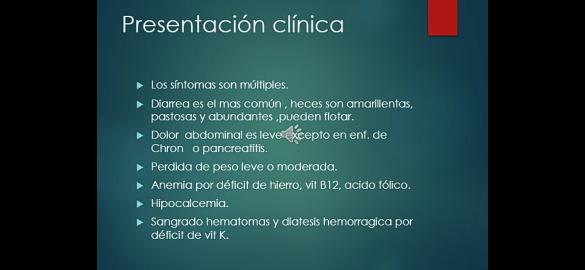 Presentación clínica
Los síntomas son múltiples.
Diarrea es el mas común , heces son amarillentas,
pastosas y abundantes ,pueden flotar.
Dolor abdominal es leve excepto en enf. de
Chron o pancreatitis.
Perdida de peso leve o moderada.
Anemia por déficit de hierro, vit B12, acido fólico.
Hipocalcemia.
Sangrado hematomas y diatesis hemorragica por
déficit de vit K.